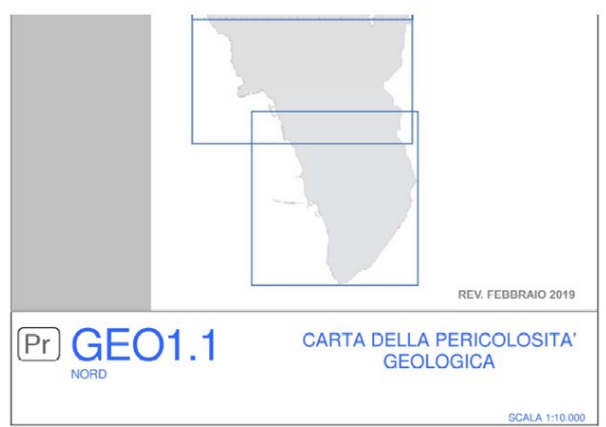 REV. FEBBRAIO 2019
Pr GEO1.1
NORD
CARTA DELLA PERICOLOSITA'
GEOLOGICA
SCALA 1:10.000